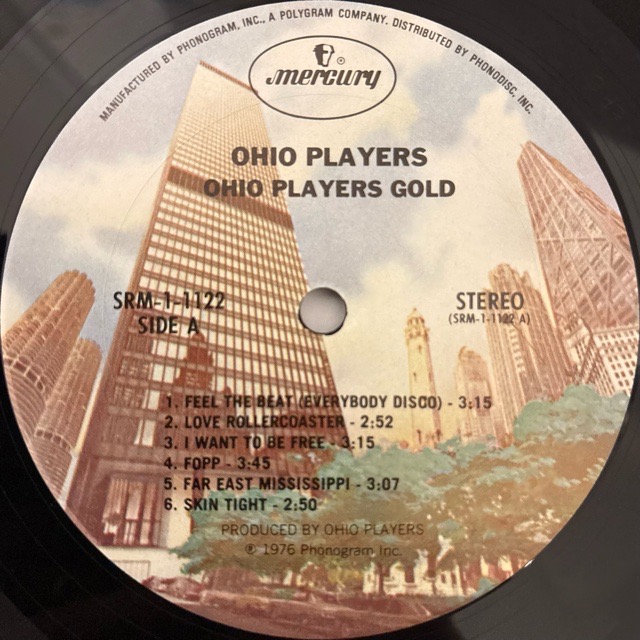 MANUFACTURED BY PHONOGRAM, INC., A POLYGRAM COMPANY. DISTRIBUTED BY PHONODISC, INC.
mercury ®
OHIO PLAYERS
OHIO PLAYERS GOLD
SRM-1-1122
SIDE A
STEREO
(SRM-1-1122 A)
1. FEEL THE BEAT (EVERYBODY DISCO) - 3:15
2. LOVE ROLLERCOASTER - 2:52
3. I WANT TO BE FREE - 3:15
4. FOPP - 3:45
5. FAR EAST MISSISSIPPI - 3:07
6. SKIN TIGHT - 2:50
PRODUCED BY OHIO PLAYERS
℗ 1976 Phonogram Inc.